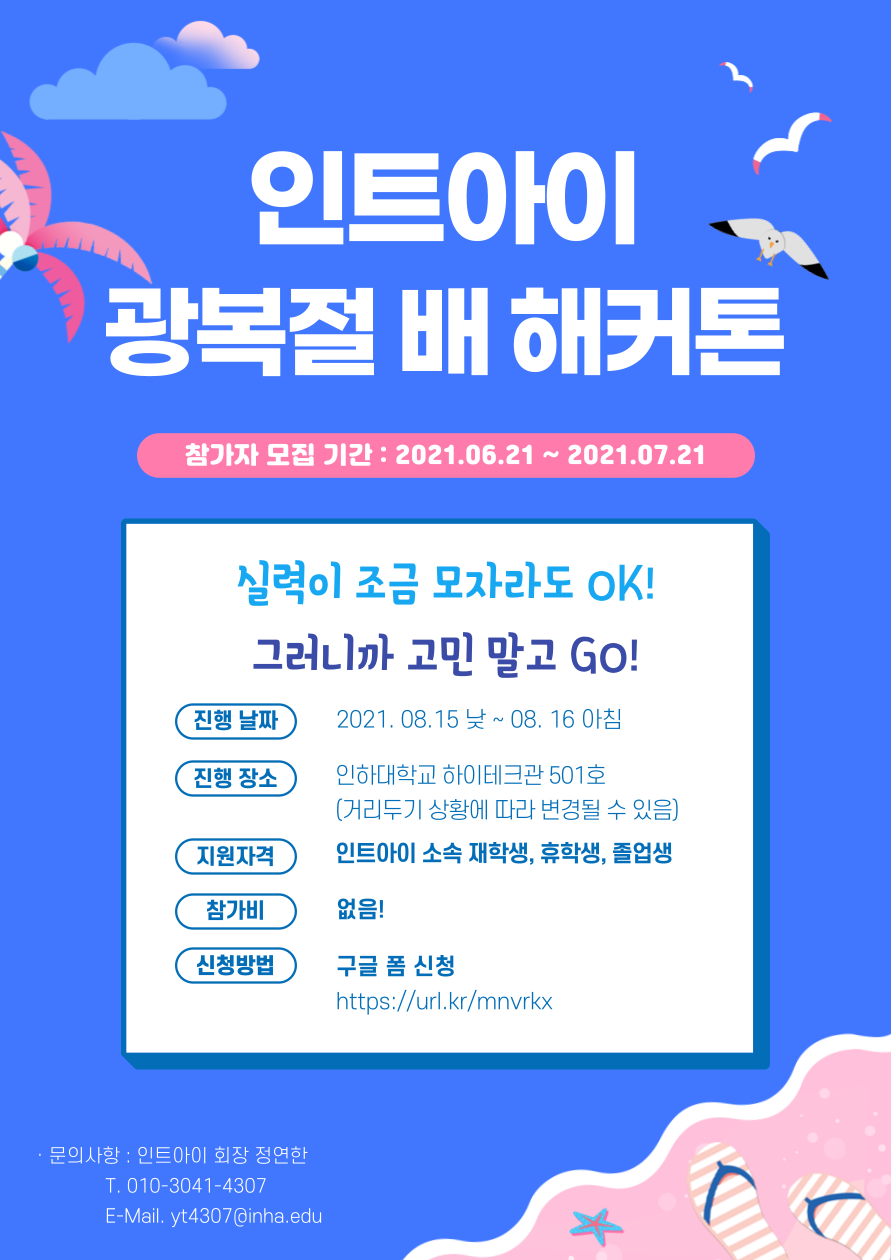 인트아이
광복절 배 해커톤
참가자 모집 기간 : 2021.06.21 ~ 2021.07.21
실력이 조금 모자라도 OK!
그러니까 고민 말고 GO!
진행 날짜 2021. 08.15 낮 ~ 08. 16 아침
진행 장소 인하대학교 하이테크관 501호
(거리두기 상황에 따라 변경될 수 있음)
지원자격 인트아이 소속 재학생, 휴학생, 졸업생
참가비 없음!
신청방법 구글 폼 신청
https://url.kr/mnvrkx
· 문의사항 : 인트아이 회장 정연한
T. 010-3041-4307
E-Mail. yt4307@inha.edu